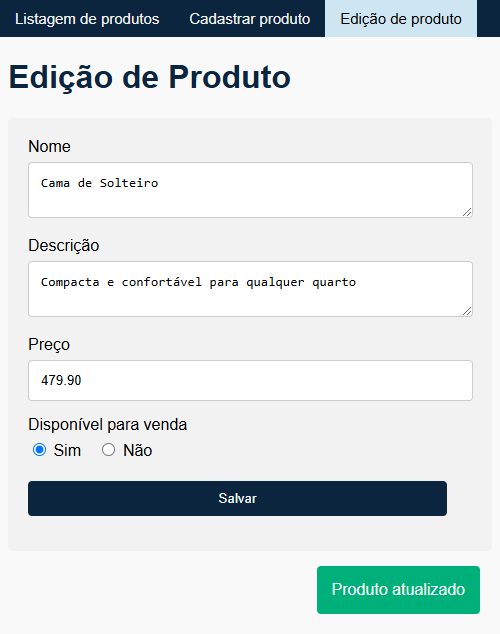 Listagem de produtos
Cadastrar produto
Edição de produto
Edição de Produto
Nome
Cama de Solteiro
Descrição
Compacta e confortável para qualquer quarto
Preço
479.90
Disponível para venda
Sim
Não
Salvar
Produto atualizado